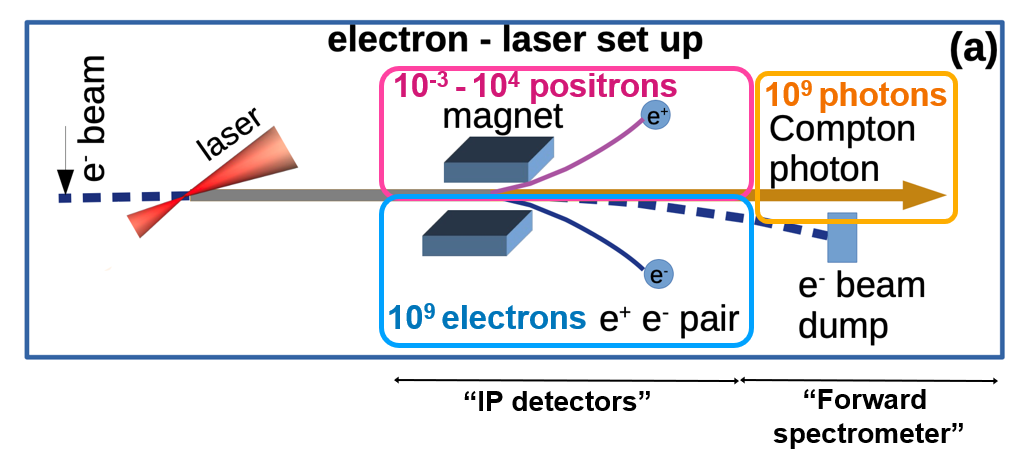 electron - laser set up
(a)
e⁻ beam
laser
10⁻³ - 10⁴ positrons
magnet
e⁺
10⁹ photons
Compton
photon
e⁻
10⁹ electrons
e⁺ e⁻ pair
e⁻ beam
dump
“IP detectors”
“Forward
spectrometer”